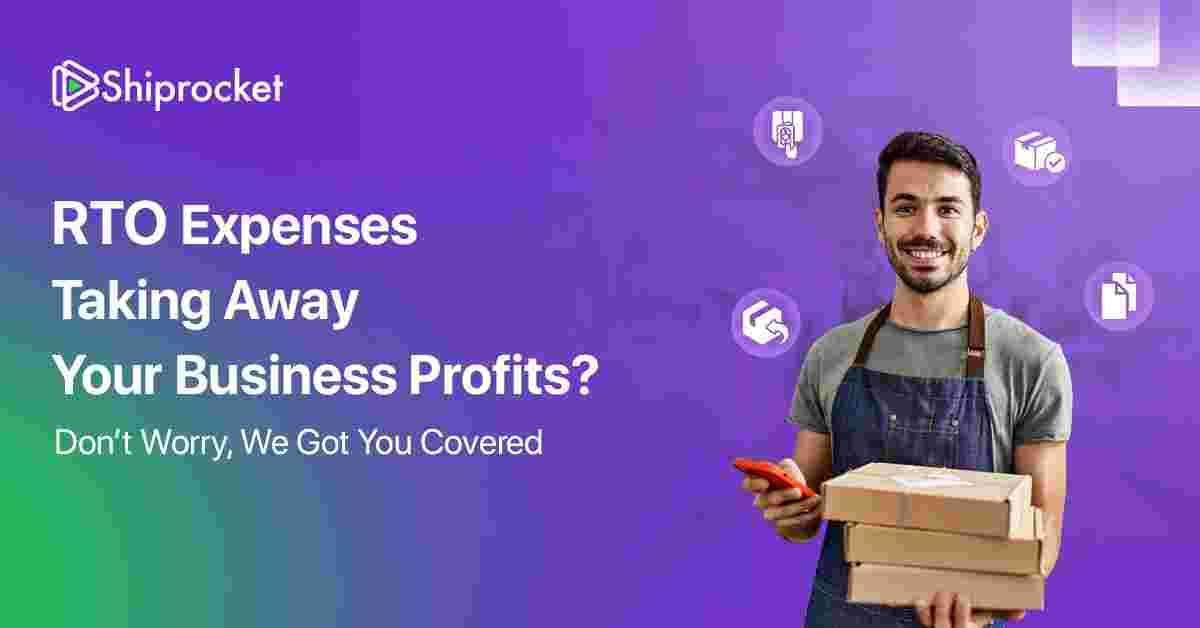 Shiprocket
RTO Expenses
Taking Away
Your Business Profits?
Don't Worry, We Got You Covered